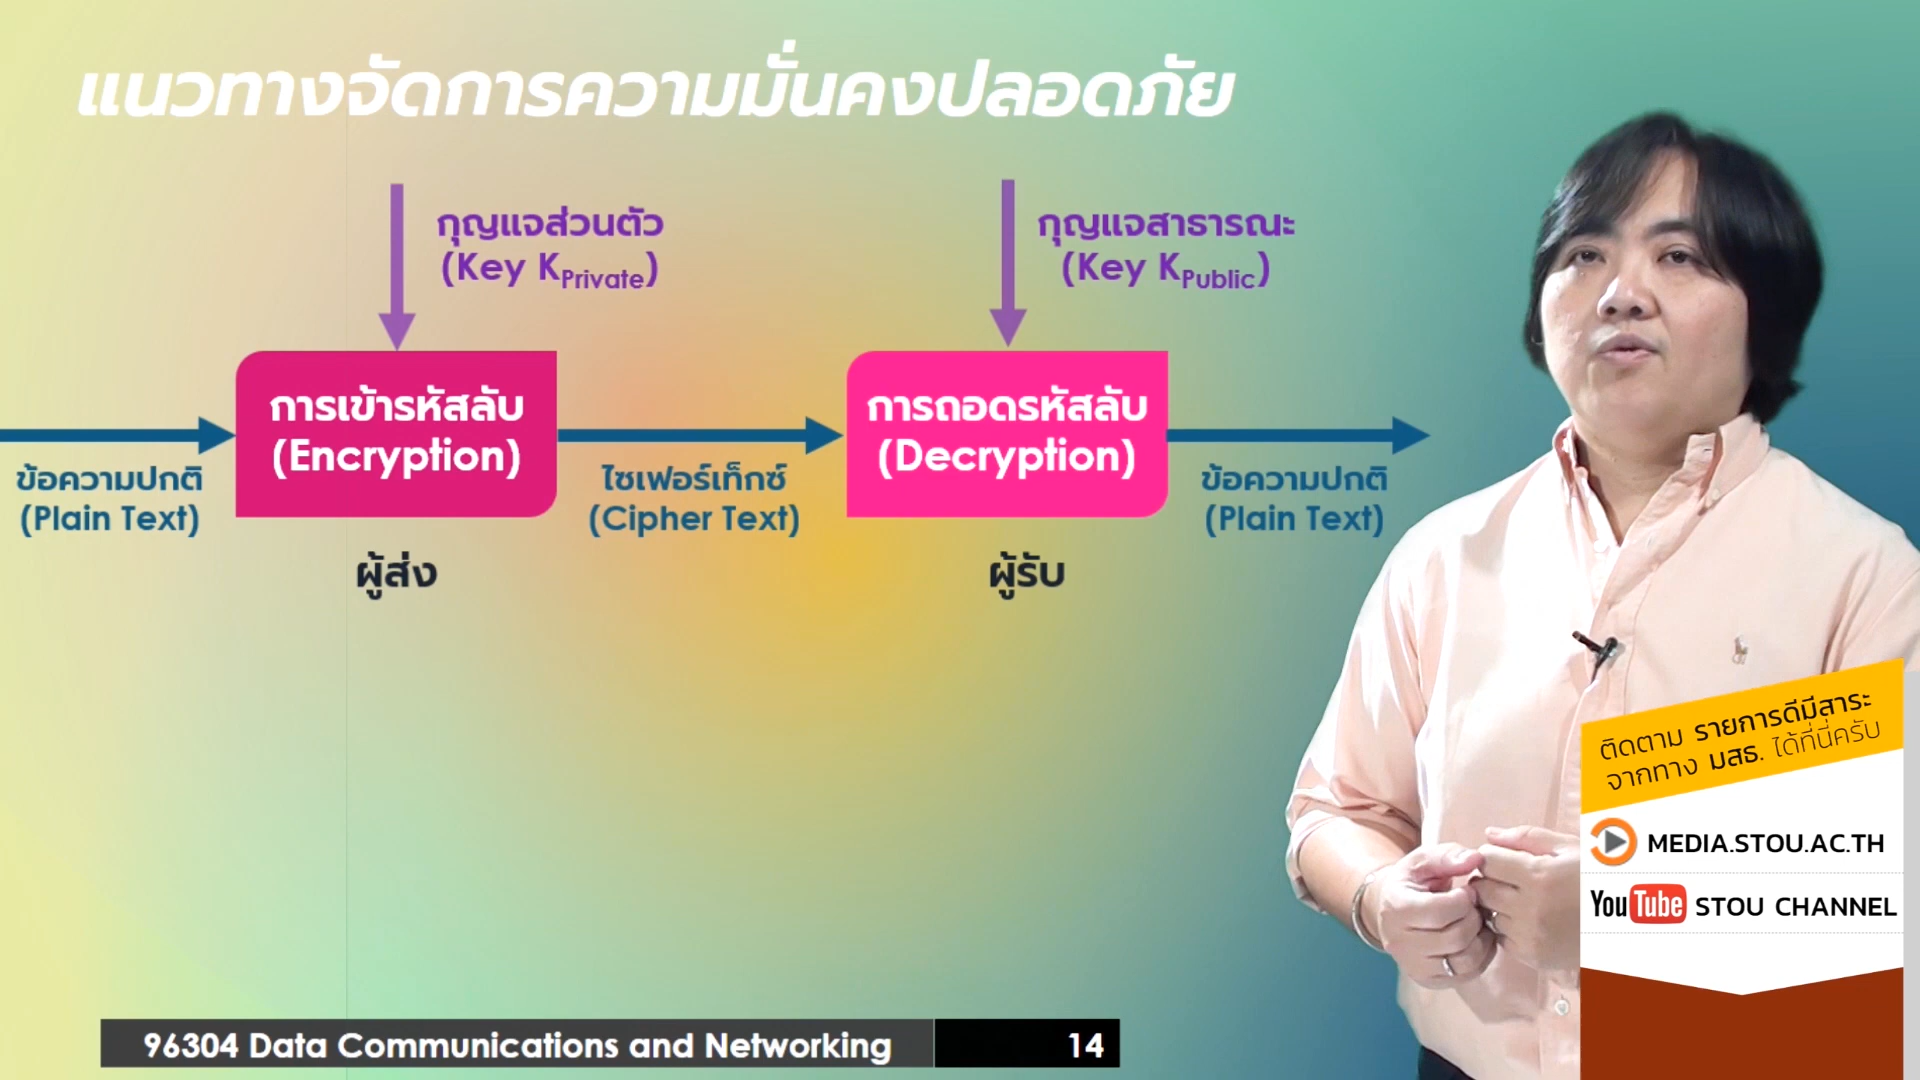 แนวทางจัดการความมั่นคงปลอดภัย
กุญแจส่วนตัว
(Key KPrivate)
กุญแจสาธารณะ
(Key KPublic)
การเข้ารหัสลับ
(Encryption)
การถอดรหัสลับ
(Decryption)
ข้อความปกติ
(Plain Text)
ไซเฟอร์เท็กซ์
(Cipher Text)
ข้อความปกติ
(Plain Text)
ผู้ส่ง
ผู้รับ
ติดตาม รายการดีมีสาระ
จากทาง มสธ. ได้ที่นี่ครับ
MEDIA.STOU.AC.TH
YouTube STOU CHANNEL
96304 Data Communications and Networking
14